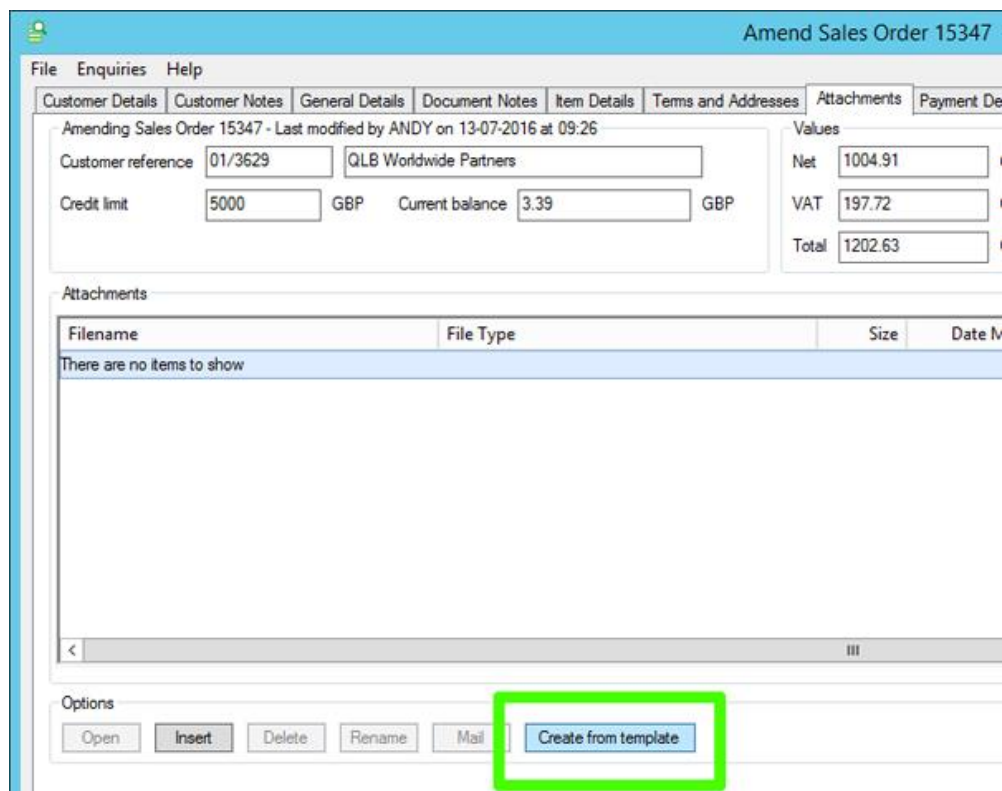 Amend Sales Order 15347
File Enquiries Help
Customer Details Customer Notes General Details Document Notes Item Details Terms and Addresses Attachments Payment De
Amending Sales Order 15347 - Last modified by ANDY on 13-07-2016 at 09:26
Values
Customer reference 01/3629 QLB Worldwide Partners
Net 1004.91
Credit limit 5000 GBP Current balance 3.39 GBP
VAT 197.72
Total 1202.63
Attachments
Filename File Type Size Date M
There are no items to show
Options
Open Insert Delete Rename Mail Create from template